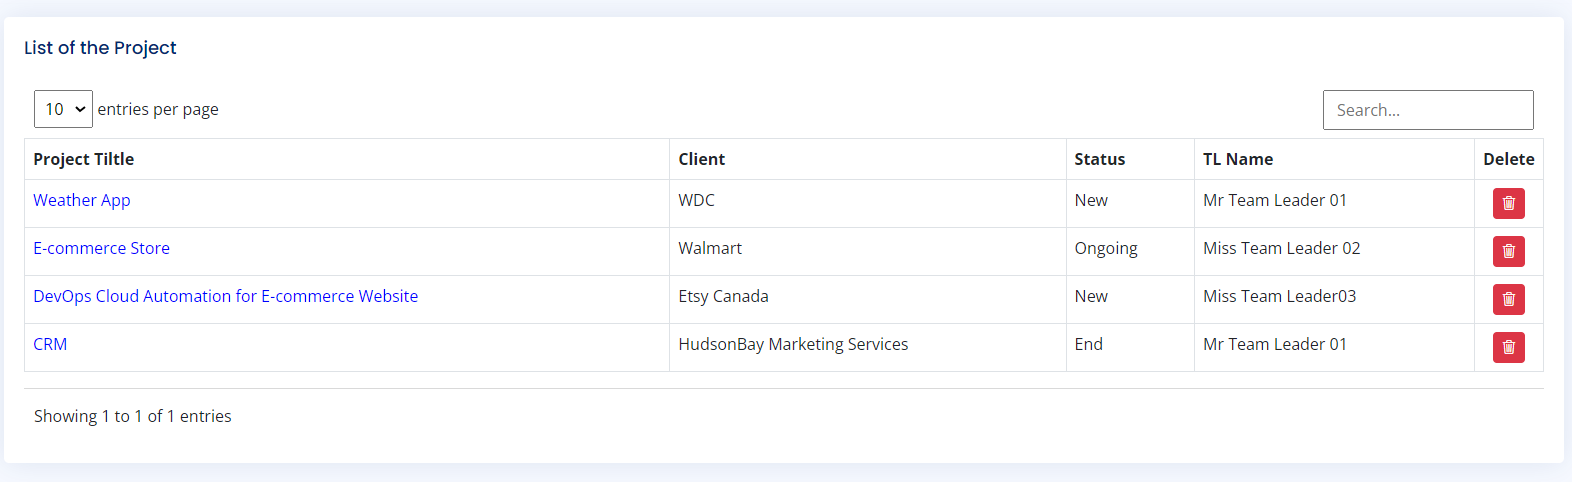 List of the Project
10 entries per page
Search...
Project Tiltle Client Status TL Name Delete
Weather App WDC New Mr Team Leader 01
E-commerce Store Walmart Ongoing Miss Team Leader 02
DevOps Cloud Automation for E-commerce Website Etsy Canada New Miss Team Leader03
CRM HudsonBay Marketing Services End Mr Team Leader 01
Showing 1 to 1 of 1 entries